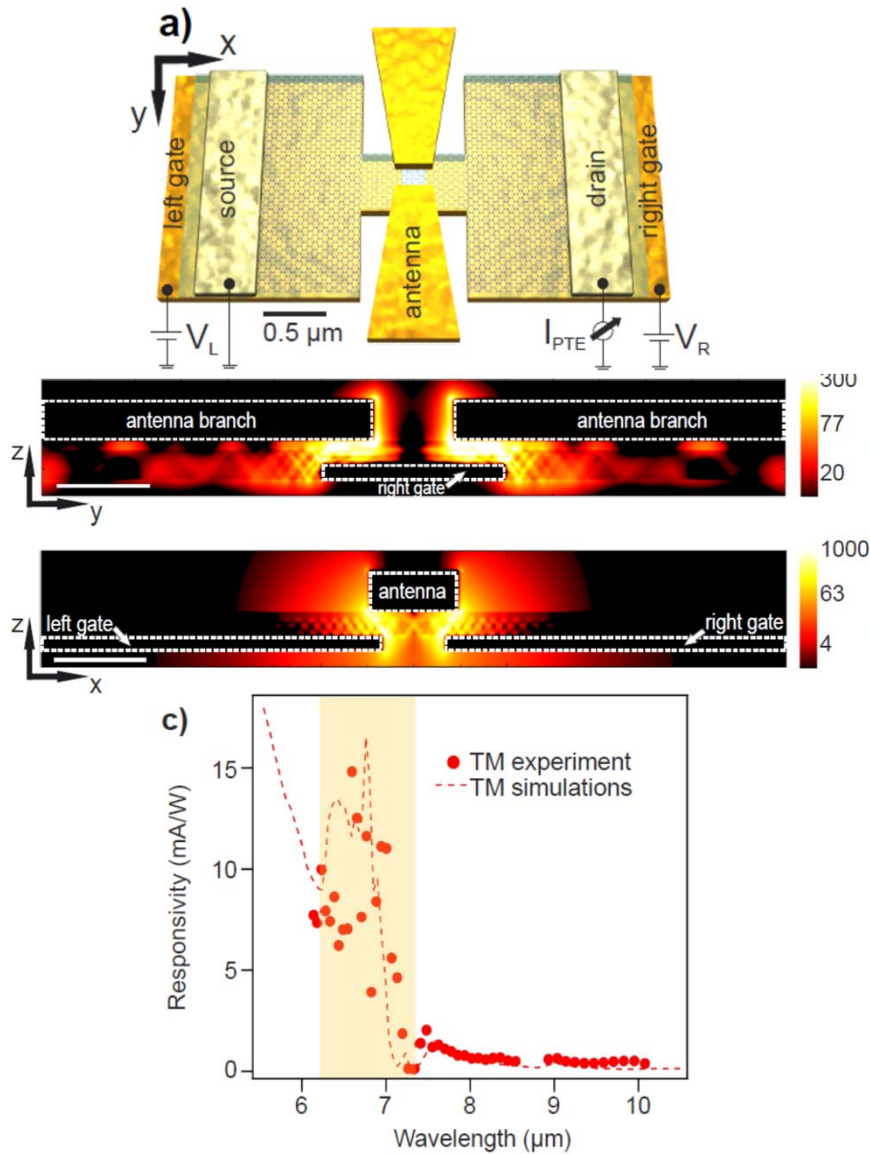 a)
x
y
left gate
source
antenna
drain
rigjht gate
0.5 μm
V_L
I_PTE
V_R
antenna branch
antenna branch
right gate
z
y
300
77
20
antenna
left gate
right gate
z
x
1000
63
4
c)
TM experiment
TM simulations
Responsivity (mA/W)
15
10
5
0
6 7 8 9 10
Wavelength (μm)